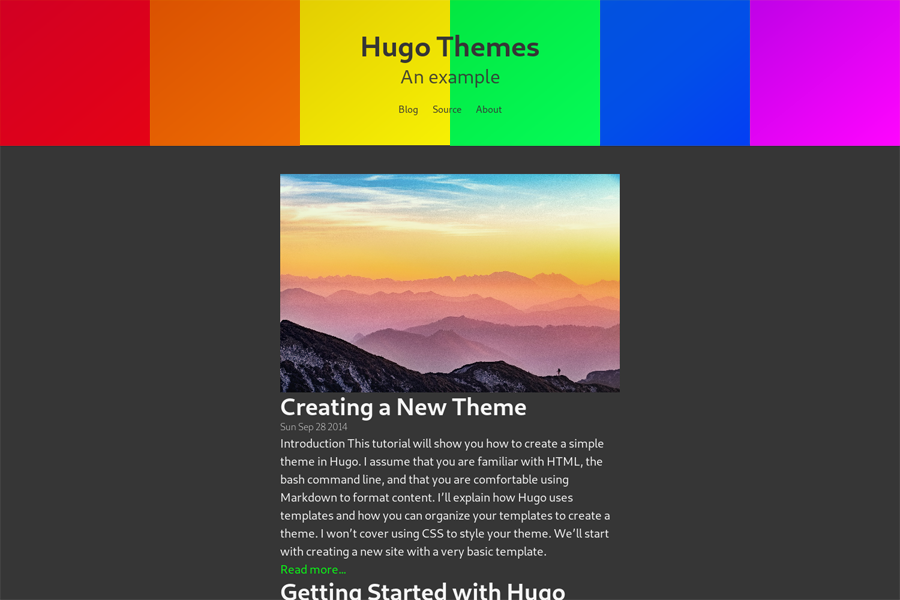 Hugo Themes
An example
Blog Source About
Creating a New Theme
Sun Sep 28 2014
Introduction This tutorial will show you how to create a simple
theme in Hugo. I assume that you are familiar with HTML, the
bash command line, and that you are comfortable using
Markdown to format content. I’ll explain how Hugo uses
templates and how you can organize your templates to create a
theme. I won’t cover using CSS to style your theme. We’ll start
with creating a new site with a very basic template.
Read more…
Getting Started with Hugo